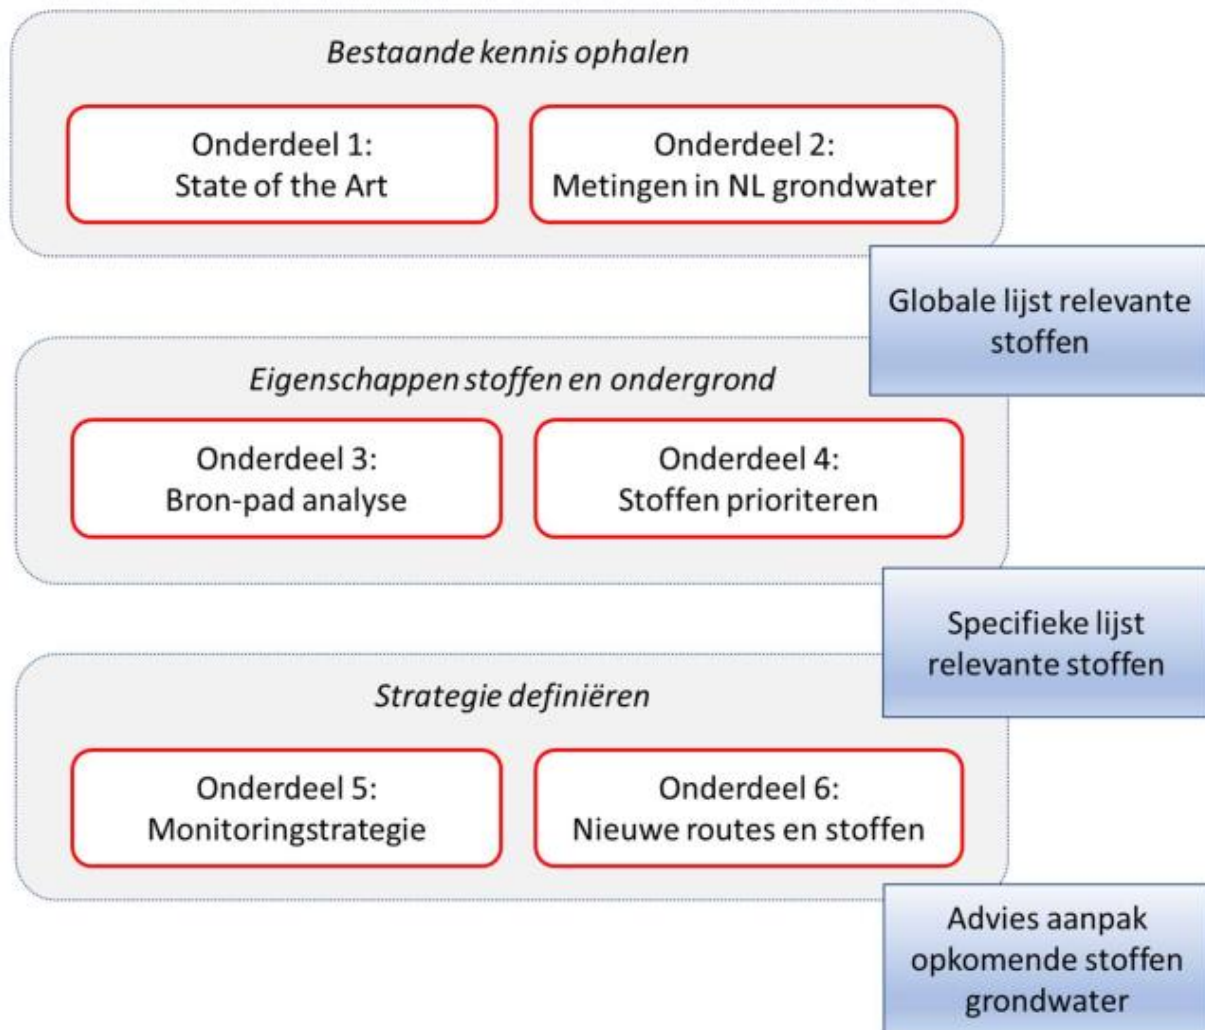 Bestaande kennis ophalen
Onderdeel 1:
State of the Art
Onderdeel 2:
Metingen in NL grondwater
Globale lijst relevante
stoffen
Eigenschappen stoffen en ondergrond
Onderdeel 3:
Bron-pad analyse
Onderdeel 4:
Stoffen prioriteren
Specifieke lijst
relevante stoffen
Strategie definiëren
Onderdeel 5:
Monitoringstrategie
Onderdeel 6:
Nieuwe routes en stoffen
Advies aanpak
opkomende stoffen
grondwater